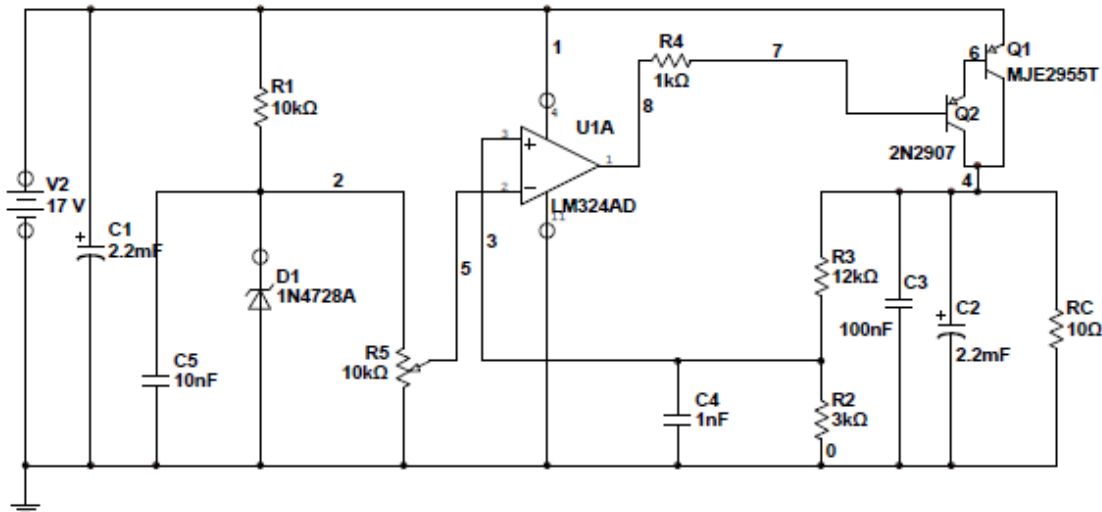 1
R4
1kΩ
7
6
Q1
MJE2955T
R1
10kΩ
8
4
U1A
Q2
2N2907
3
1
2
LM324AD
11
V2
17 V
2
4
C1
2.2mF
3
5
D1
1N4728A
R3
12kΩ
C3
100nF
C2
2.2mF
RC
10Ω
R5
10kΩ
C5
10nF
C4
1nF
R2
3kΩ
0
+
+
+
−